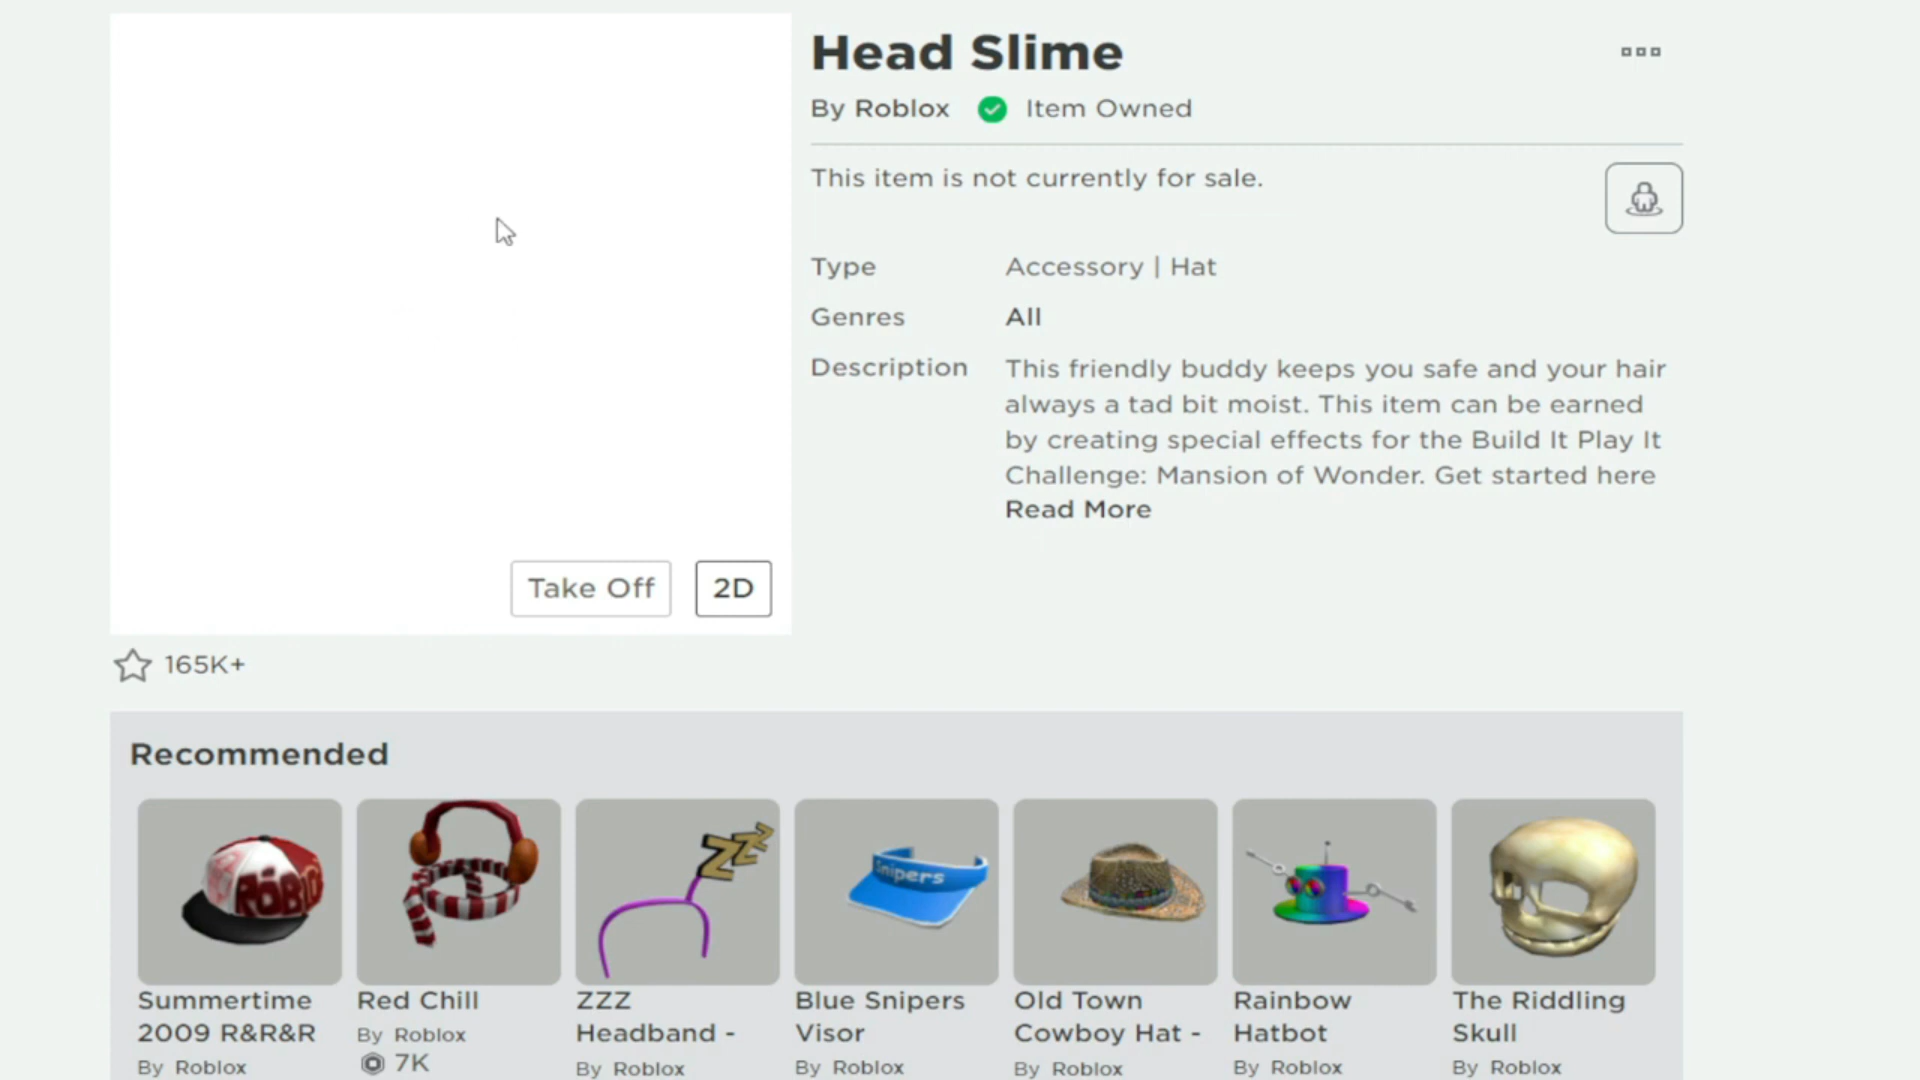 Head Slime
By Roblox Item Owned
This item is not currently for sale.
Type Accessory | Hat
Genres All
Description This friendly buddy keeps you safe and your hair
always a tad bit moist. This item can be earned
by creating special effects for the Build It Play It
Challenge: Mansion of Wonder. Get started here
Read More
Take Off 2D
165K+
Recommended
ROBLO
ZZZ
Snipers
Summertime
2009 R&R&R
By Roblox
Red Chill
By Roblox
7K
ZZZ
Headband -
By Roblox
Blue Snipers
Visor
By Roblox
Old Town
Cowboy Hat -
By Roblox
Rainbow
Hatbot
By Roblox
The Riddling
Skull
By Roblox